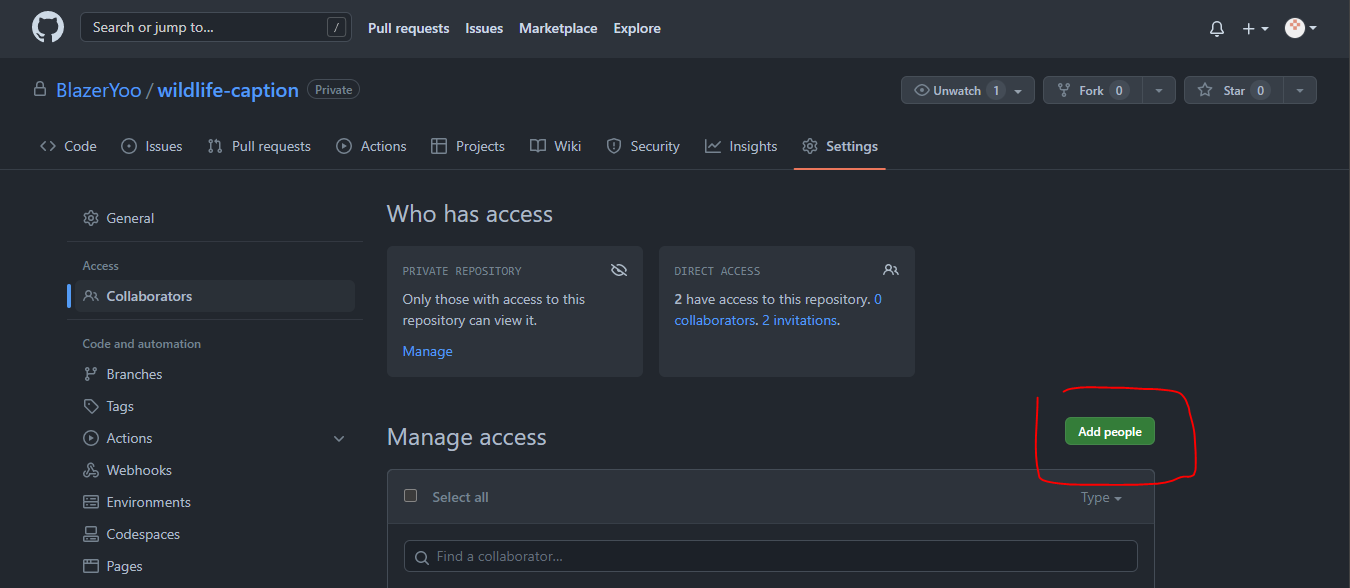 Search or jump to... /
Pull requests Issues Marketplace Explore
BlazerYoo / wildlife-caption Private
Unwatch 1 Fork 0 Star 0
Code Issues Pull requests Actions Projects Wiki Security Insights Settings
General
Access
Collaborators
Code and automation
Branches
Tags
Actions
Webhooks
Environments
Codespaces
Pages
Who has access
PRIVATE REPOSITORY
Only those with access to this
repository can view it.
Manage
DIRECT ACCESS
2 have access to this repository. 0
collaborators. 2 invitations.
Manage access
Add people
Select all
Type
Find a collaborator...